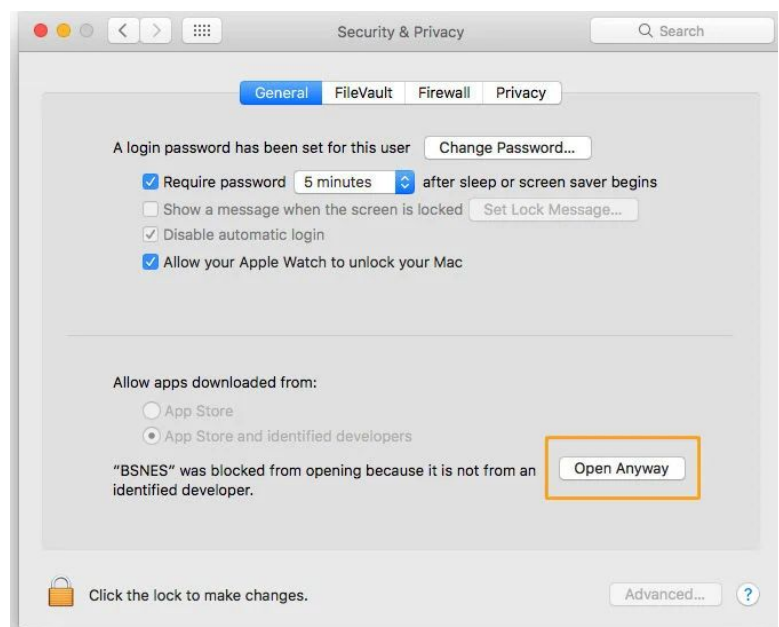 Security & Privacy
Search
General FileVault Firewall Privacy
A login password has been set for this user Change Password...
Require password 5 minutes after sleep or screen saver begins
Show a message when the screen is locked Set Lock Message...
Disable automatic login
Allow your Apple Watch to unlock your Mac
Allow apps downloaded from:
App Store
App Store and identified developers
“BSNES” was blocked from opening because it is not from an
identified developer.
Open Anyway
Click the lock to make changes.
Advanced...
?